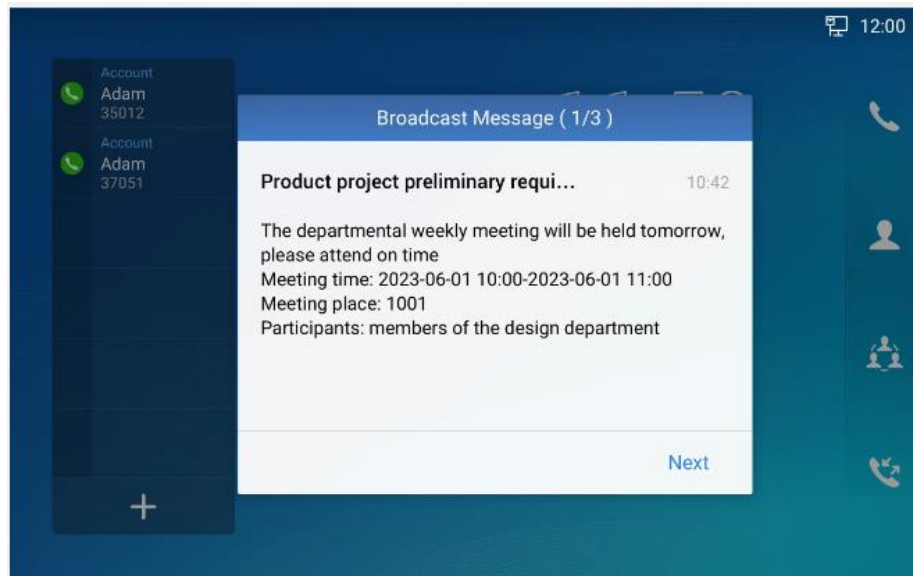 12:00
Account
Adam
35012
Account
Adam
37051
Broadcast Message ( 1/3 )
Product project preliminary requi... 10:42
The departmental weekly meeting will be held tomorrow,
please attend on time
Meeting time: 2023-06-01 10:00-2023-06-01 11:00
Meeting place: 1001
Participants: members of the design department
Next